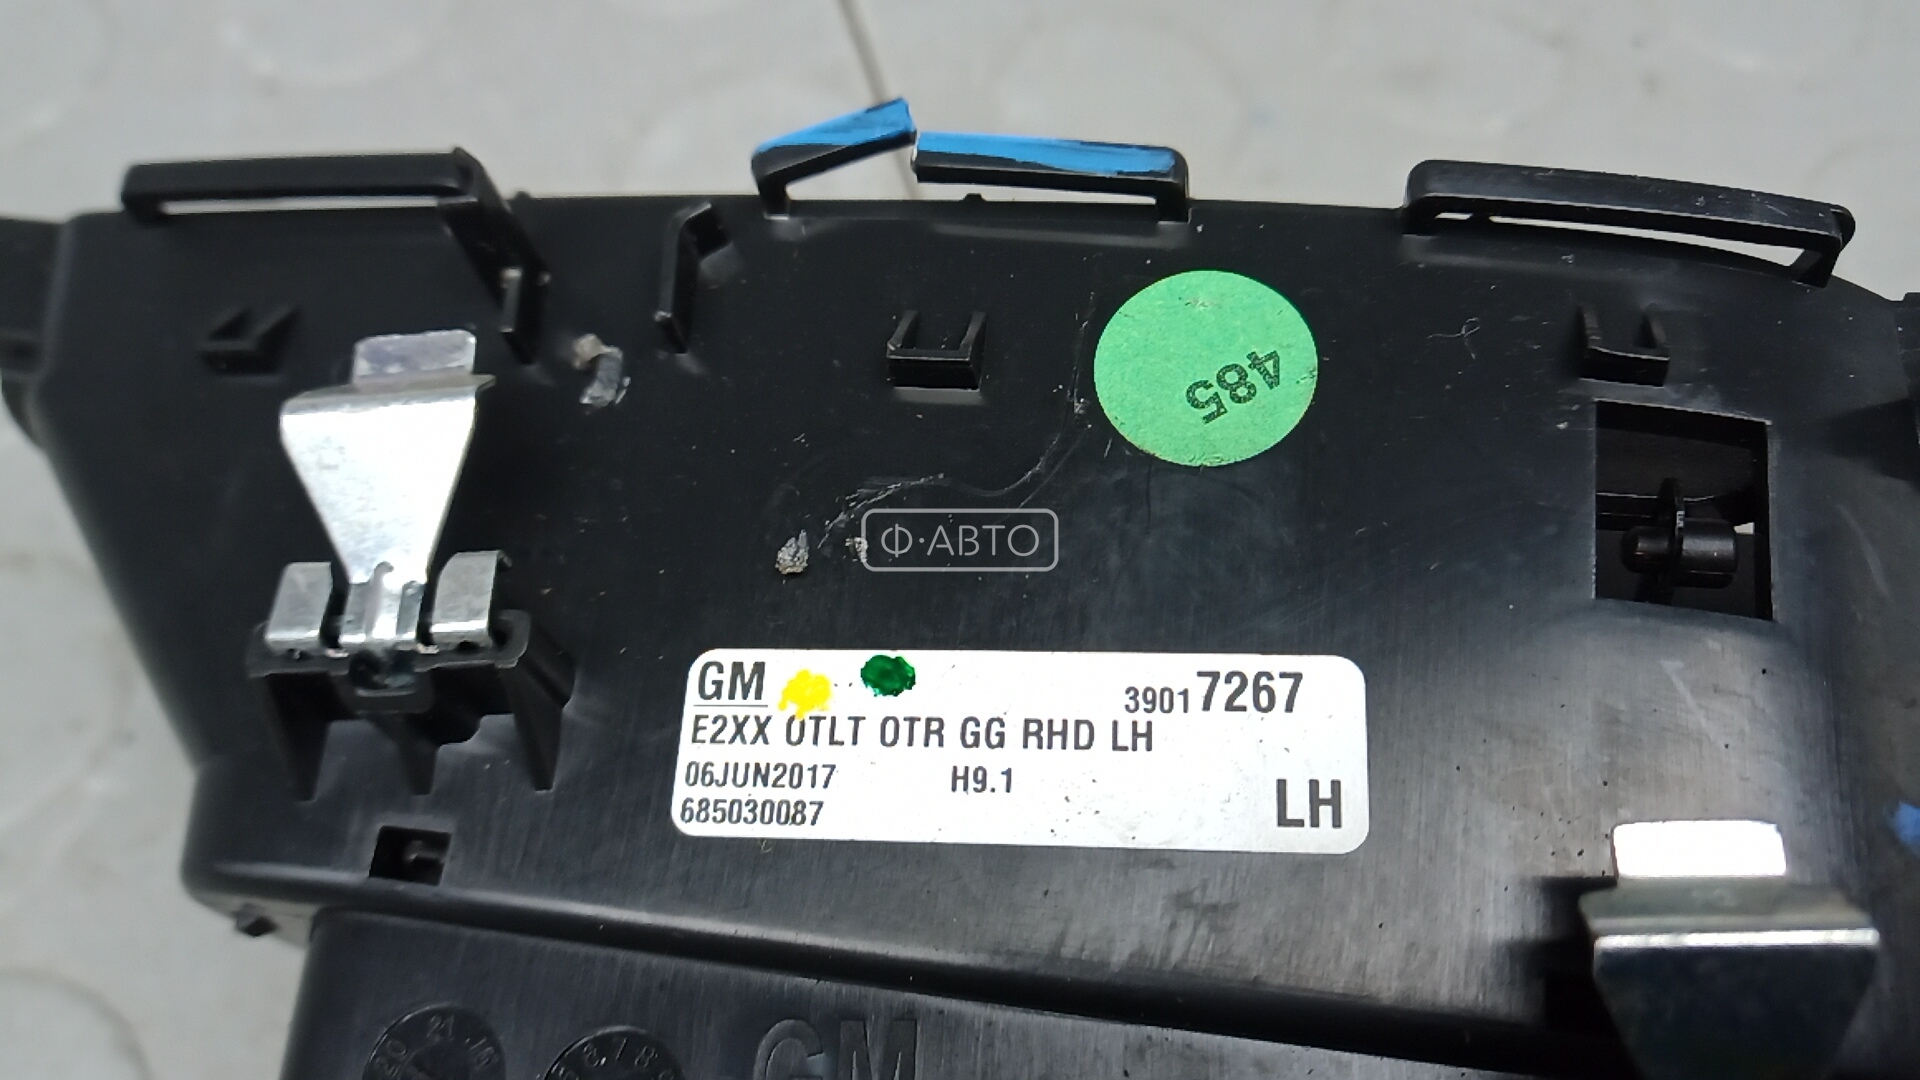 485
Ф·АВТО
GM 39017267
E2XX OTLT OTR GG RHD LH
06JUN2017 H9.1
685030087 LH
GM